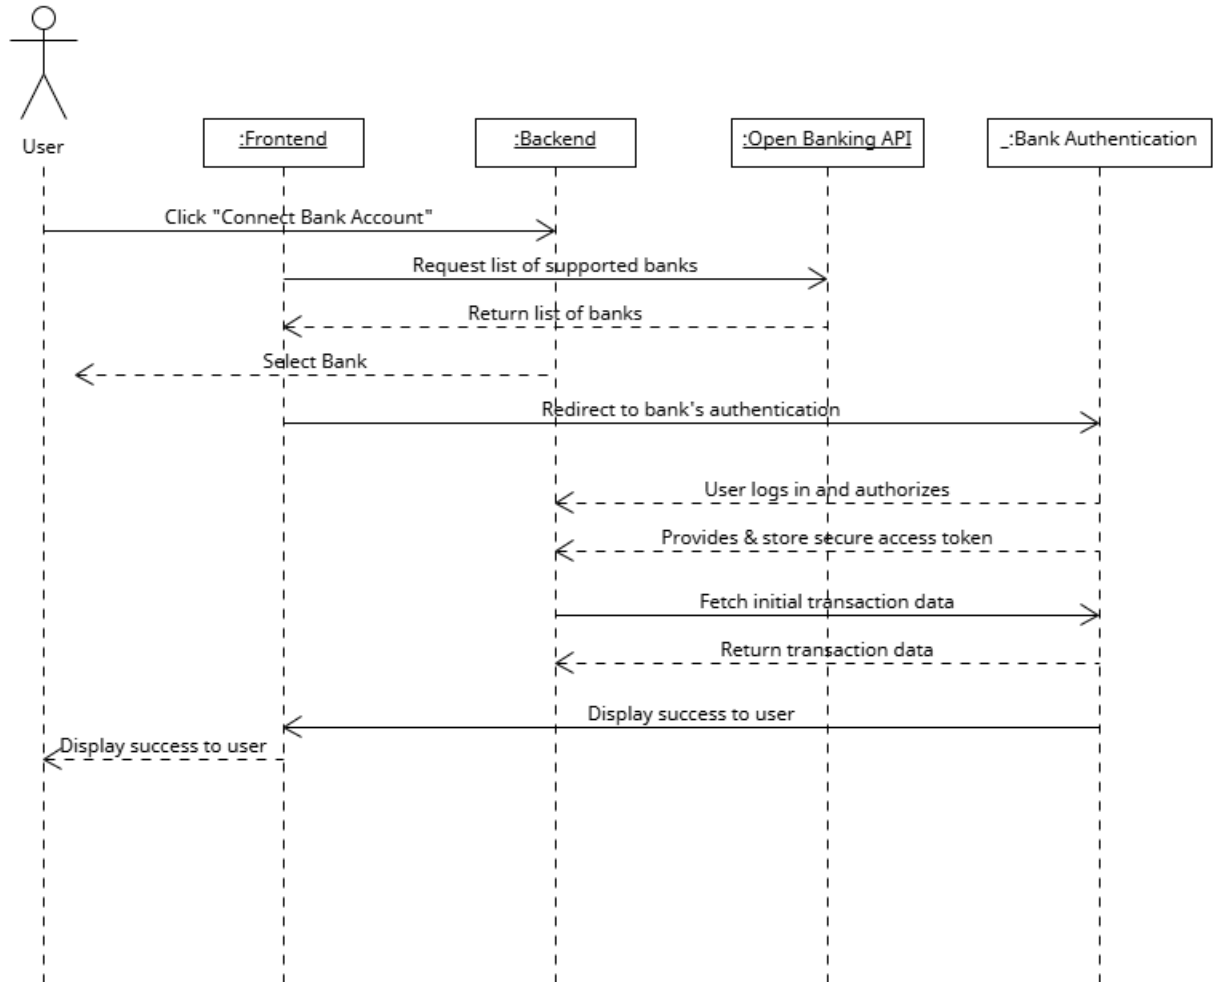 User
:Frontend
:Backend
:Open Banking API
_:Bank Authentication
Click "Connect Bank Account"
Request list of supported banks
Return list of banks
Select Bank
Redirect to bank's authentication
User logs in and authorizes
Provides & store secure access token
Fetch initial transaction data
Return transaction data
Display success to user
Display success to user